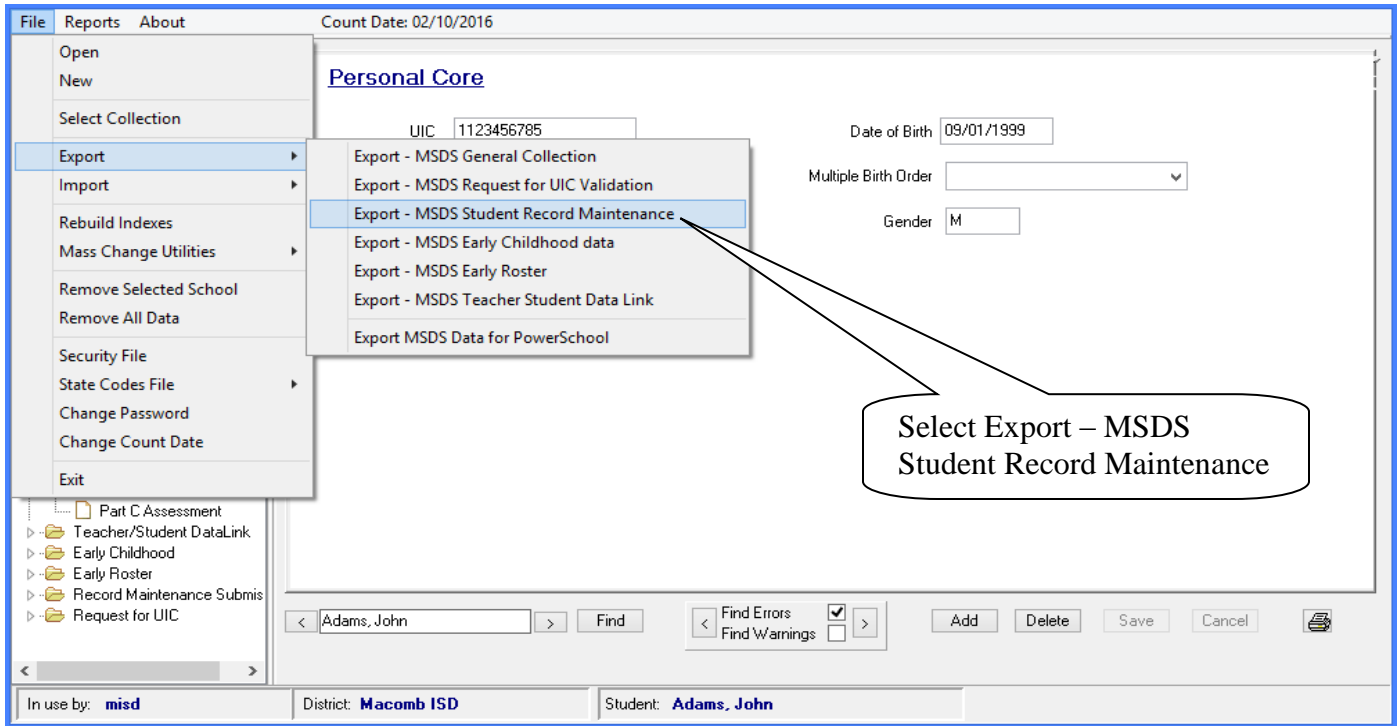 File Reports About Count Date: 02/10/2016
Open
New
Select Collection
Export
Import
Rebuild Indexes
Mass Change Utilities
Remove Selected School
Remove All Data
Security File
State Codes File
Change Password
Change Count Date
Exit
Export - MSDS General Collection
Export - MSDS Request for UIC Validation
Export - MSDS Student Record Maintenance
Export - MSDS Early Childhood data
Export - MSDS Early Roster
Export - MSDS Teacher Student Data Link
Export MSDS Data for PowerSchool
Personal Core
UIC 1123456785
Date of Birth 09/01/1999
Multiple Birth Order
Gender M
Select Export – MSDS
Student Record Maintenance
Part C Assessment
Teacher/Student DataLink
Early Childhood
Early Roster
Record Maintenance Submis
Request for UIC
< Adams, John > Find < Find Errors > Add Delete Save Cancel
Find Warnings
In use by: misd District: Macomb ISD Student: Adams, John